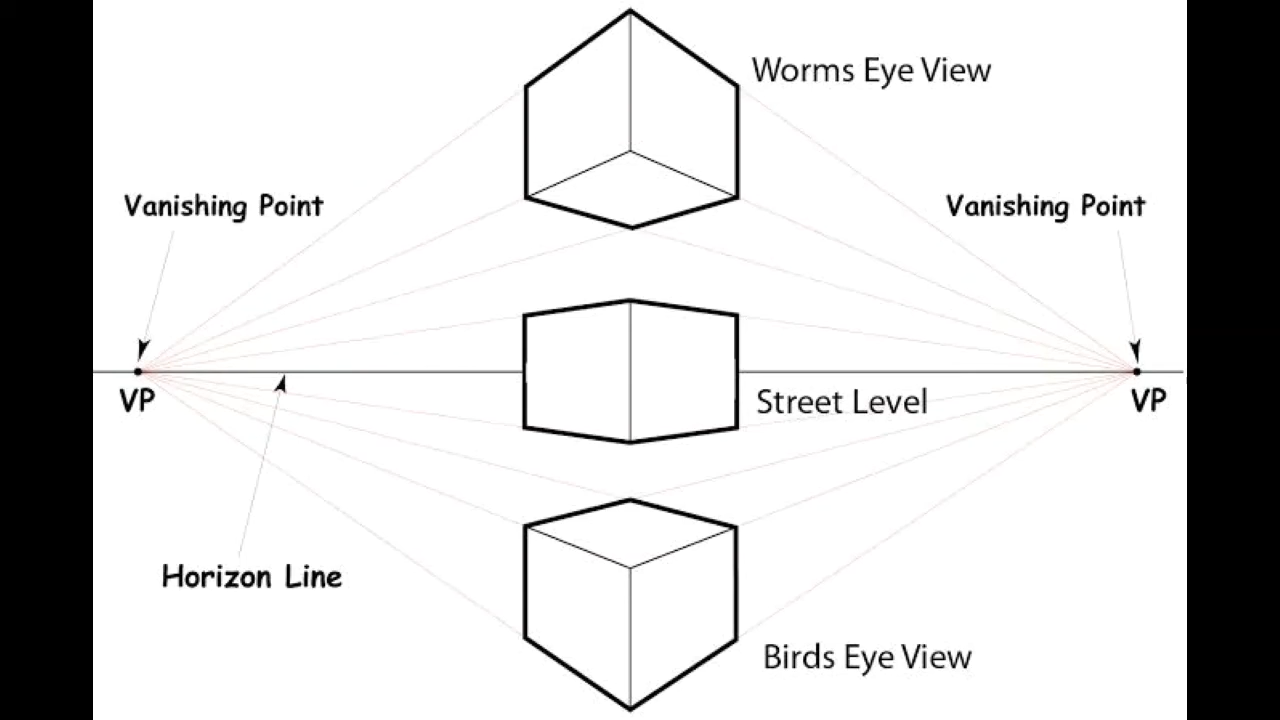 Worms Eye View
Vanishing Point
Vanishing Point
VP
Street Level
VP
Horizon Line
Birds Eye View